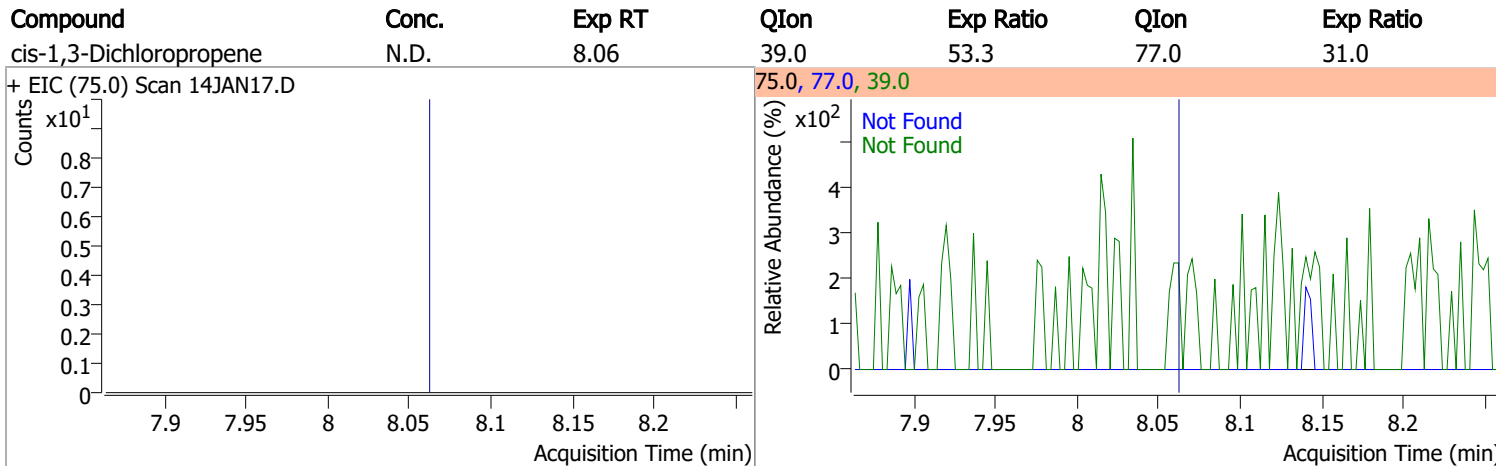 Compound Conc. Exp RT QIon Exp Ratio QIon Exp Ratio
cis-1,3-Dichloropropene N.D. 8.06 39.0 53.3 77.0 31.0
+ EIC (75.0) Scan 14JAN17.D
Counts
x10¹
0.8
0.7
0.6
0.5
0.4
0.3
0.2
0.1
0
7.9 7.95 8 8.05 8.1 8.15 8.2
Acquisition Time (min)
75.0, 77.0, 39.0
Relative Abundance (%)
x10²
Not Found
Not Found
4
3
2
1
0
7.9 7.95 8 8.05 8.1 8.15 8.2
Acquisition Time (min)